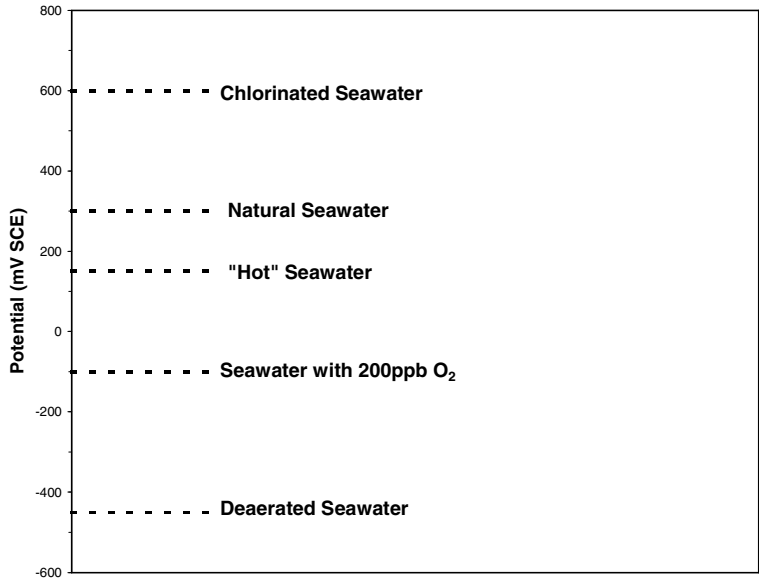 800
600
400
200
0
-200
-400
-600
Potential (mV SCE)
Chlorinated Seawater
Natural Seawater
"Hot" Seawater
Seawater with 200ppb O₂
Deaerated Seawater